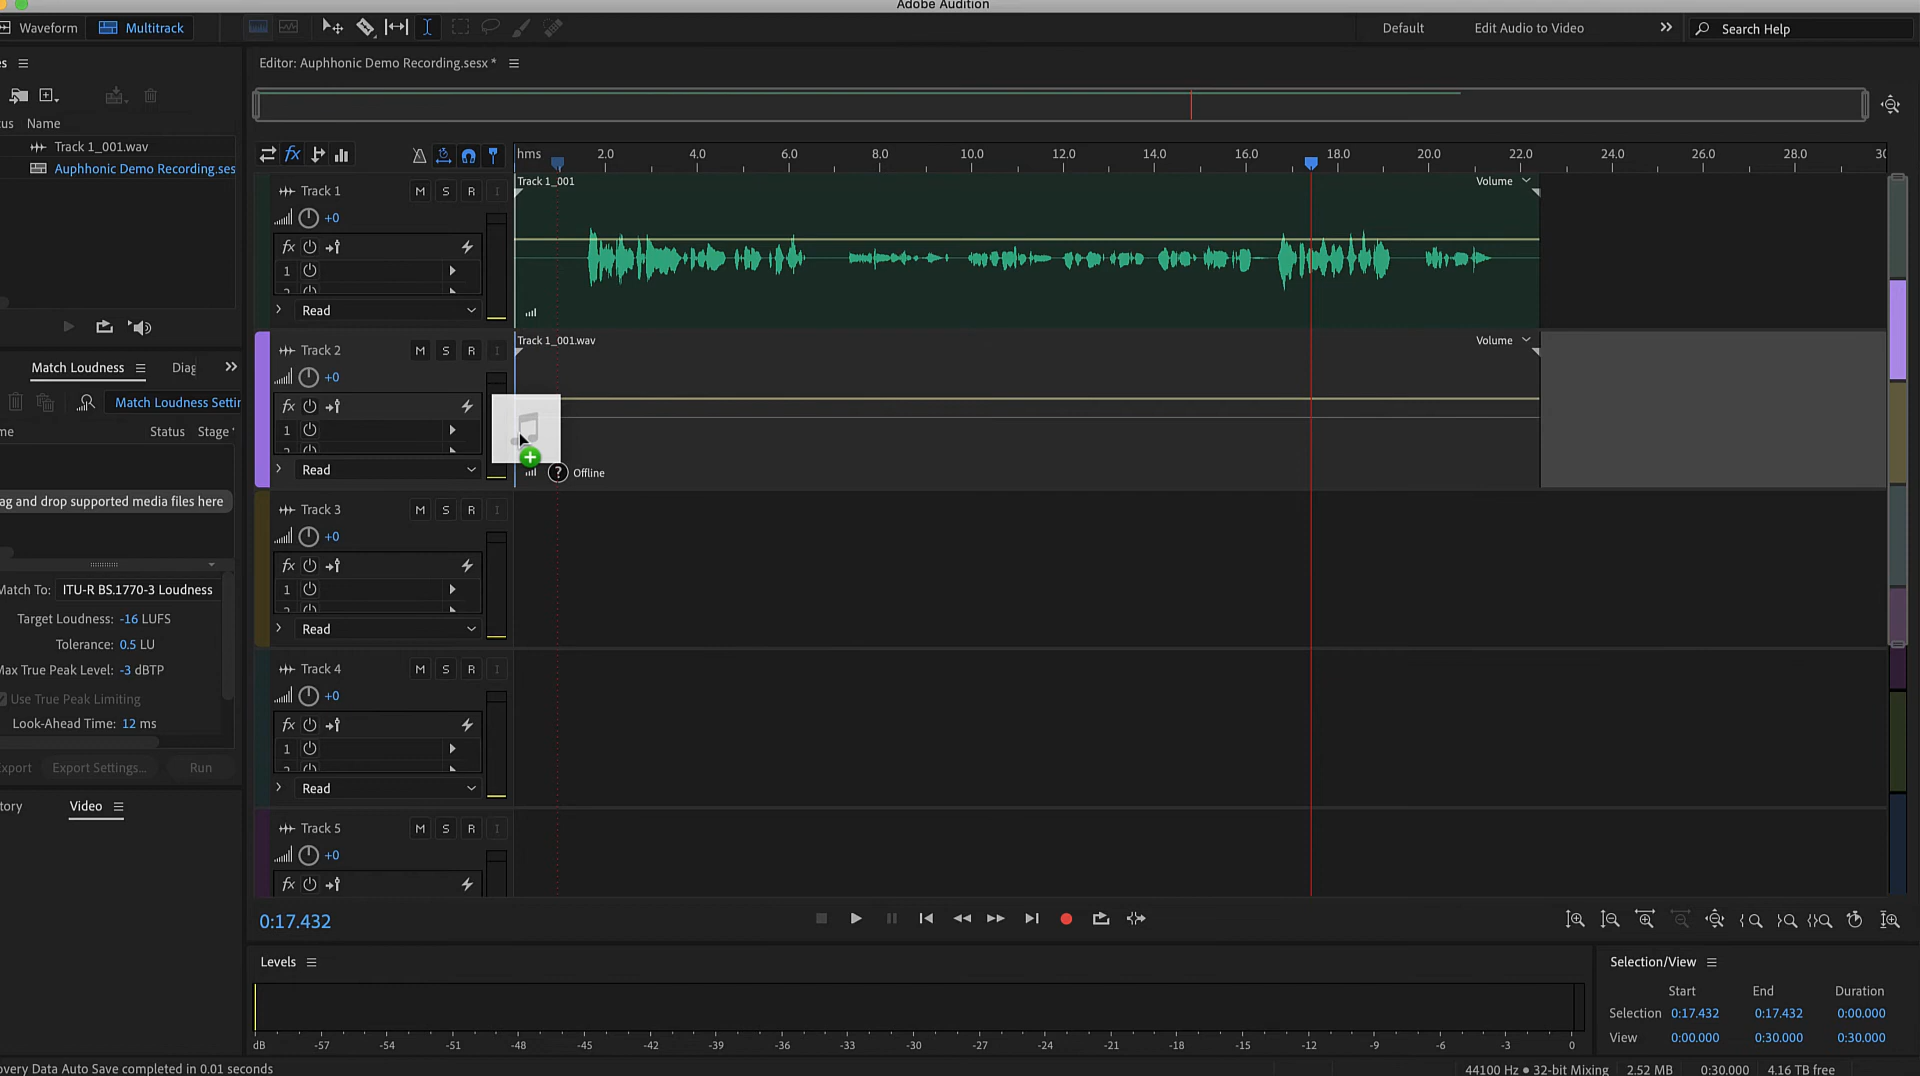 Adobe Audition
Waveform
Multitrack
Default
Edit Audio to Video
Search Help
es
Editor: Auphhonic Demo Recording.sesx *
tus
Name
Track 1_001.wav
Auphhonic Demo Recording.ses
fx
hms
2.0
4.0
6.0
8.0
10.0
12.0
14.0
16.0
18.0
20.0
22.0
24.0
26.0
28.0
30
Track 1
M
S
R
I
+0
fx
1
Read
Track 1_001
Volume
Match Loudness
Diag
Match Loudness Settin
me
Status
Stage
ag and drop supported media files here
Match To:
ITU-R BS.1770-3 Loudness
Target Loudness: -16 LUFS
Tolerance: 0.5 LU
Max True Peak Level: -3 dBTP
Use True Peak Limiting
Look-Ahead Time: 12 ms
xport
Export Settings...
Run
tory
Video
Track 2
M
S
R
I
+0
fx
1
Read
Track 1_001.wav
Volume
? Offline
Track 3
M
S
R
I
+0
fx
1
Read
Track 4
M
S
R
I
+0
fx
1
Read
Track 5
M
S
R
I
+0
fx
0:17.432
Levels
dB
-57
-54
-51
-48
-45
-42
-39
-36
-33
-30
-27
-24
-21
-18
-15
-12
-9
-6
-3
0
Selection/View
Start
End
Duration
Selection
0:17.432
0:17.432
0:00.000
View
0:00.000
0:30.000
0:30.000
overy Data Auto Save completed in 0.01 seconds
44100 Hz ● 32-bit Mixing
2.52 MB
0:30.000
4.16 TB free